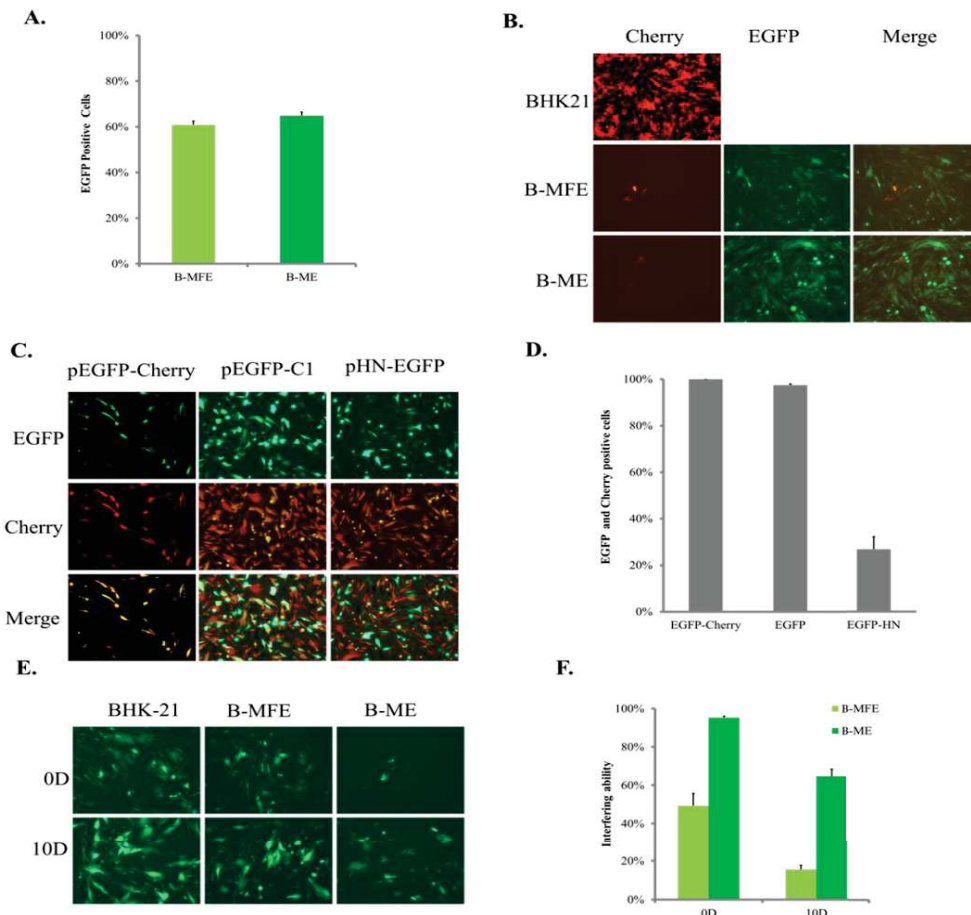 A.
100%
80%
60%
40%
20%
0%
EGFP Positive Cells
B-MFE
B-ME
B.
Cherry
EGFP
Merge
BHK21
B-MFE
B-ME
C.
pEGFP-Cherry
pEGFP-C1
pHN-EGFP
EGFP
Cherry
Merge
D.
100%
80%
60%
40%
20%
0%
EGFP and Cherry positive cells
EGFP-Cherry
EGFP
EGFP-HN
E.
BHK-21
B-MFE
B-ME
0D
10D
F.
100%
80%
60%
40%
20%
0%
Interfering ability
B-MFE
B-ME
0D
10D